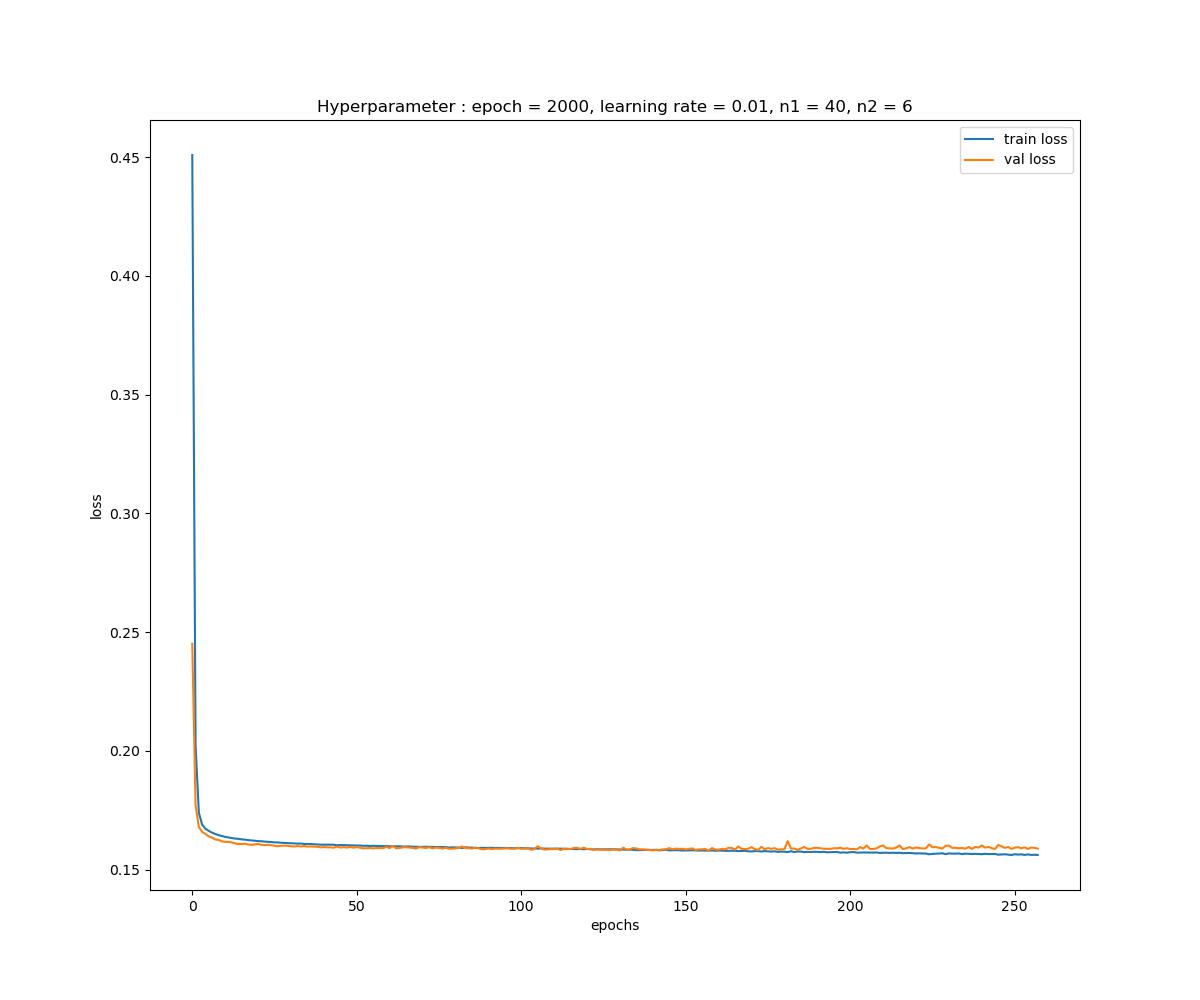 Hyperparameter : epoch = 2000, learning rate = 0.01, n1 = 40, n2 = 6
train loss
val loss
0.45
0.40
0.35
0.30
0.25
0.20
0.15
loss
0
50
100
150
200
250
epochs